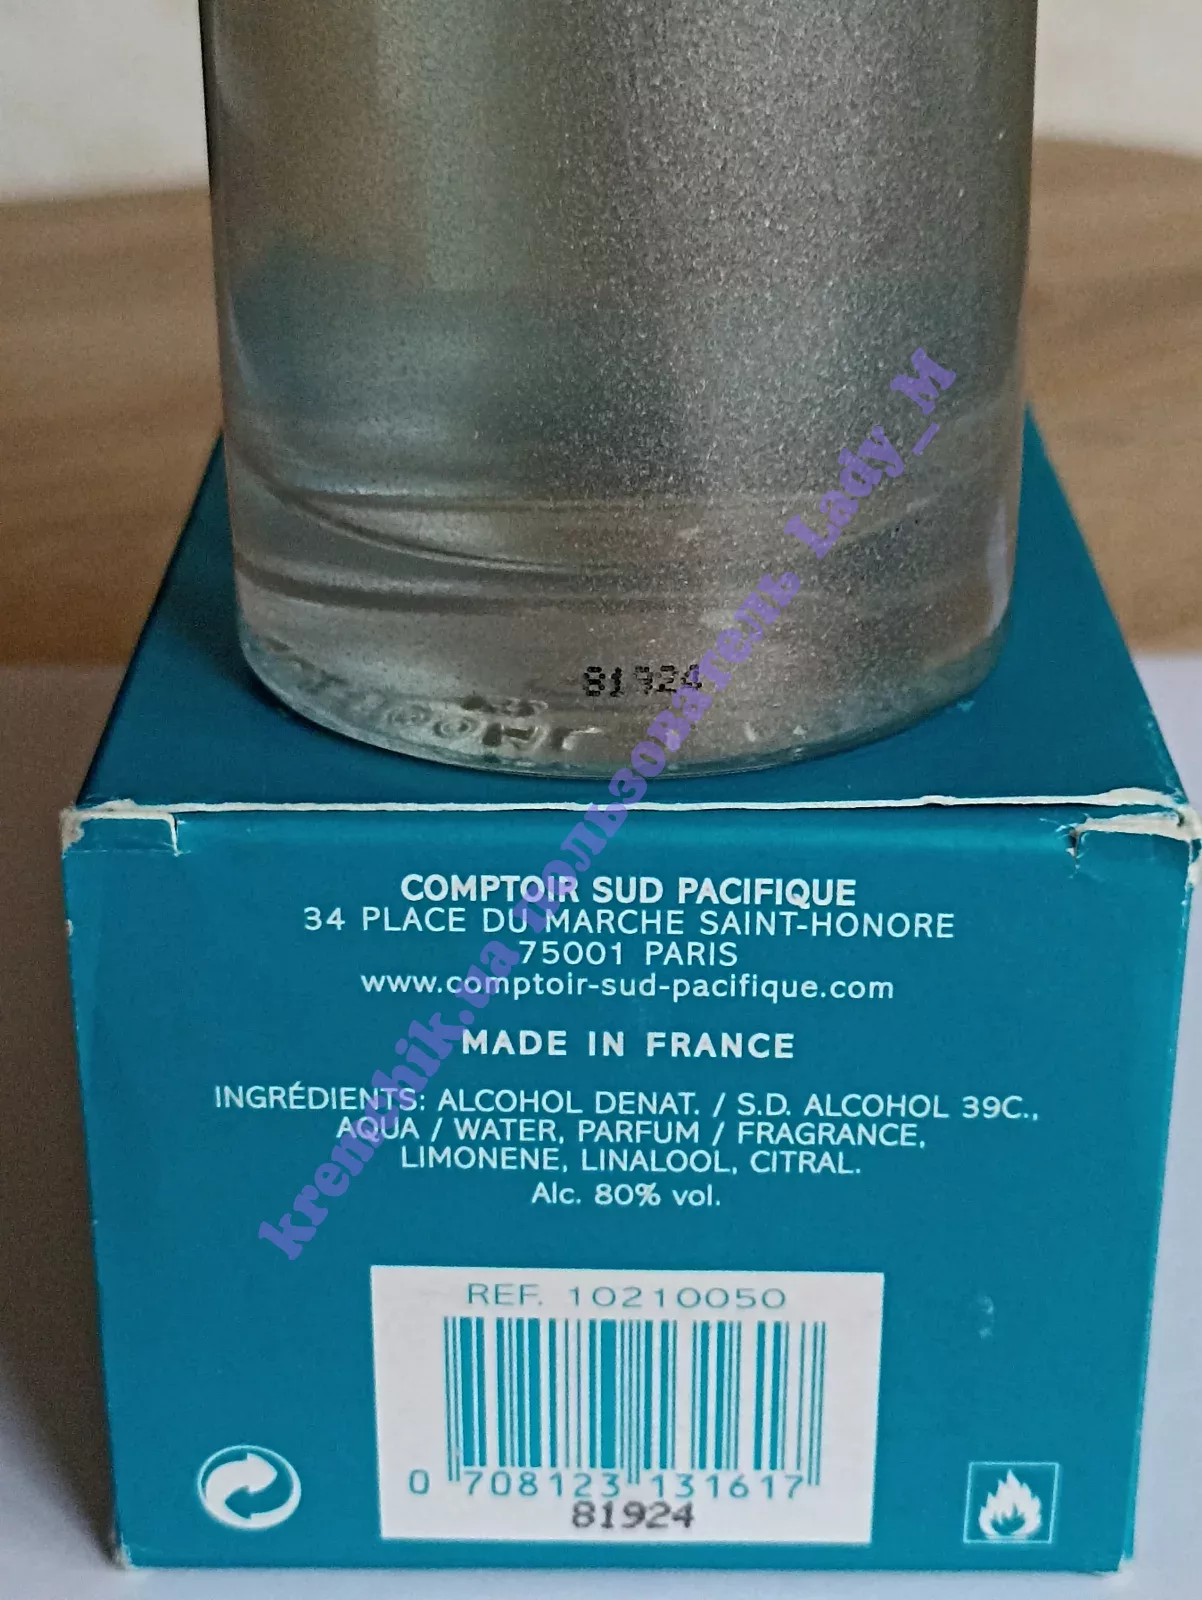 81924
COMPTOIR SUD PACIFIQUE
34 PLACE DU MARCHE SAINT-HONORE
75001 PARIS
www.comptoir-sud-pacifique.com
MADE IN FRANCE
INGRÉDIENTS: ALCOHOL DENAT. / S.D. ALCOHOL 39C.,
AQUA / WATER, PARFUM / FRAGRANCE,
LIMONENE, LINALOOL, CITRAL.
Alc. 80% vol.
REF. 10210050
0 708123 131617
81924
kremchik.ua пользователь Lady_M